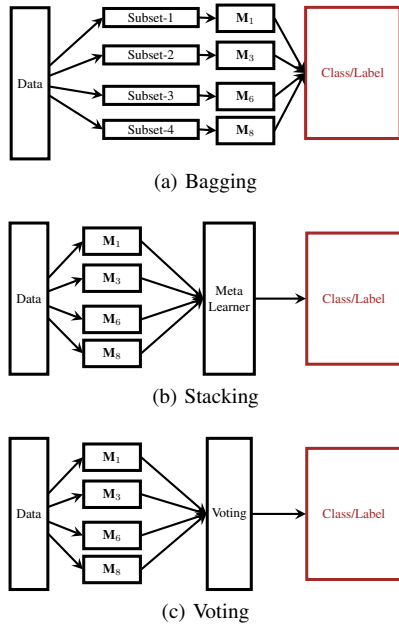 Data
Subset-1
M1
Subset-2
M3
Subset-3
M6
Subset-4
M8
Class/Label
(a) Bagging
Data
M1
M3
M6
M8
Meta
Learner
Class/Label
(b) Stacking
Data
M1
M3
M6
M8
Voting
Class/Label
(c) Voting